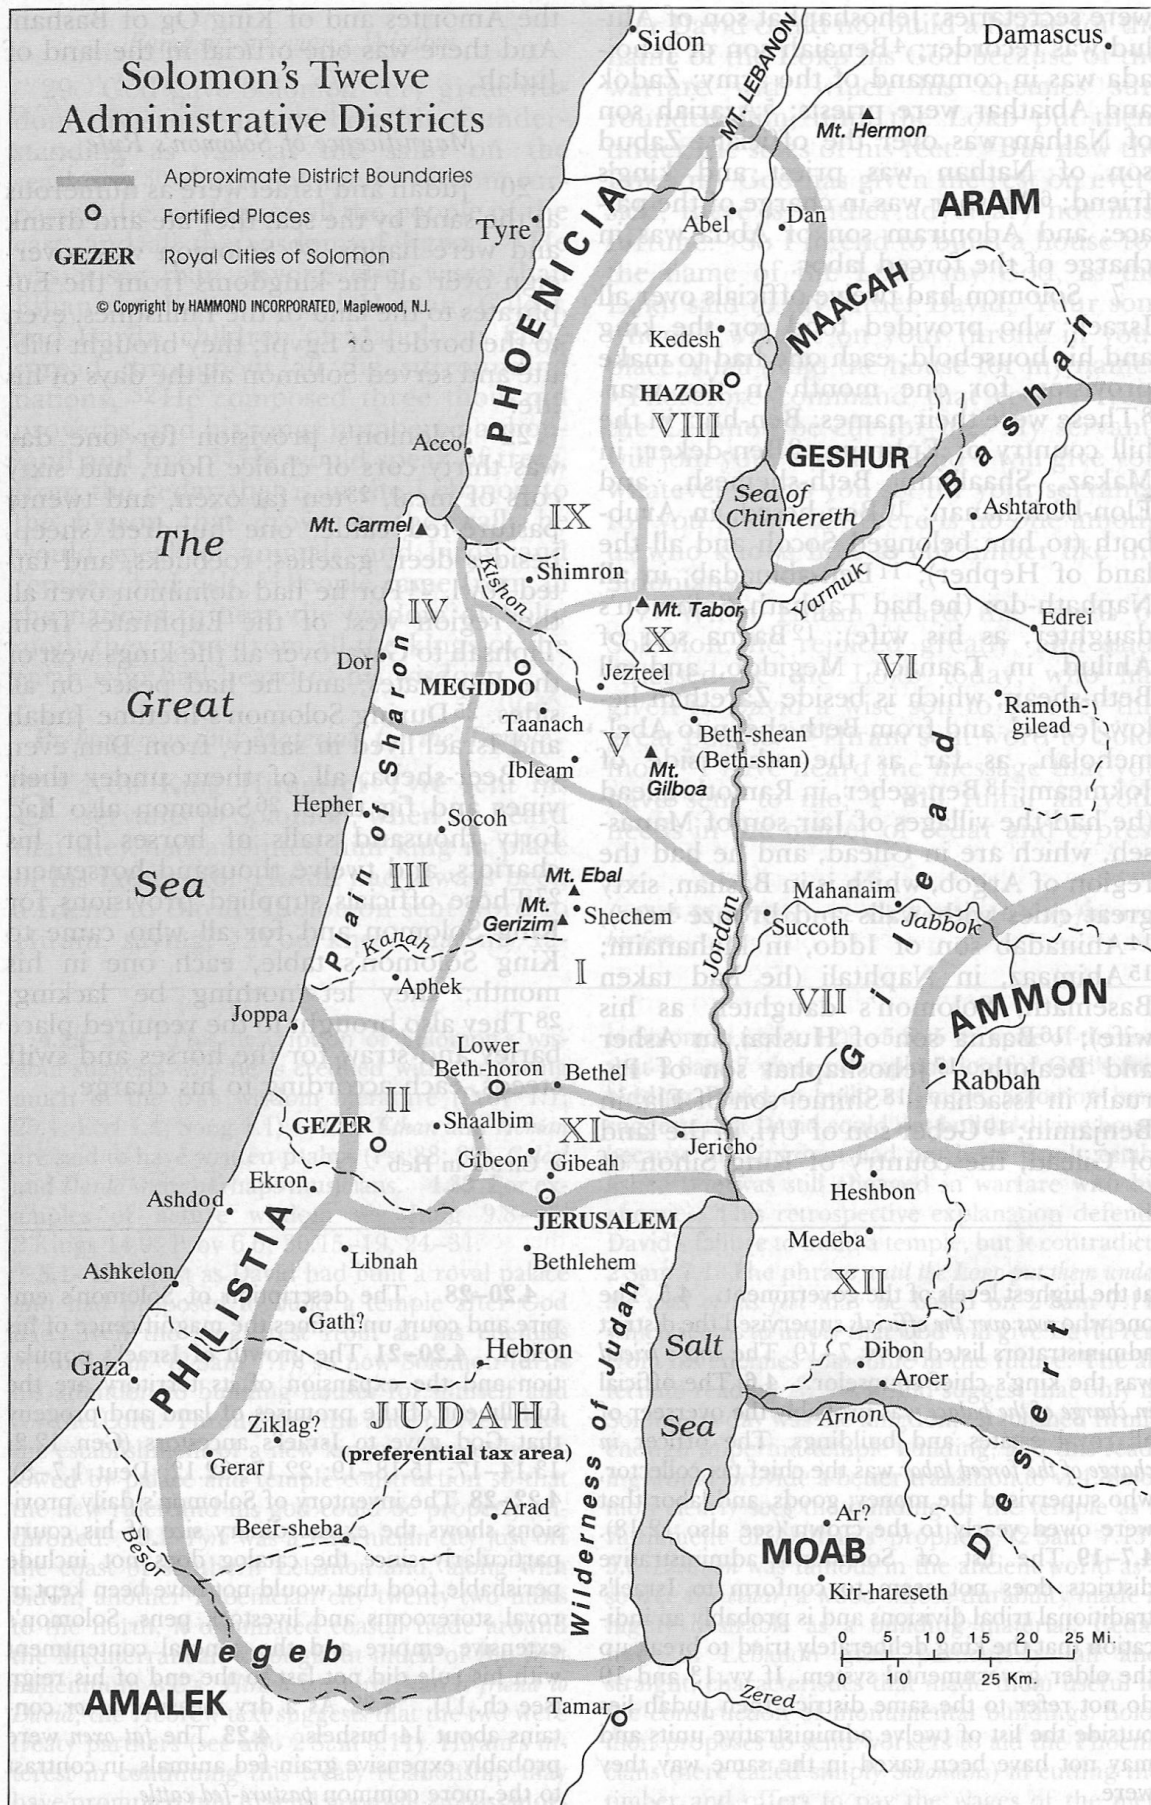 Solomon's Twelve
Administrative Districts
Approximate District Boundaries
Fortified Places
GEZER Royal Cities of Solomon
© Copyright by HAMMOND INCORPORATED, Maplewood, N.J.
Sidon
Damascus
MT. LEBANON
Mt. Hermon
PHOENICIA
ARAM
Tyre
Abel
Dan
MAACAH
Kedesh
HAZOR
VIII
Bashan
Acco
GESHUR
Sea of
Chinnereth
Ashtaroth
Mt. Carmel
IX
The
Kishon
Shimron
Yarmuk
IV
Mt. Tabor
X
Edrei
VI
Dor
MEGIDDO
Jezreel
Great
Taanach
Ramoth-
gilead
V
Beth-shean
(Beth-shan)
Ibleam
Mt.
Gilboa
Plain of Sharon
Hepher
Socoh
Gilead
Sea
III
Mt. Ebal
Mt.
Gerizim
Shechem
Mahanaim
Succoth
Jabbok
Jordan
Kanah
Aphek
I
VII
AMMON
Joppa
Lower
Beth-horon
Bethel
Rabbah
II
GEZER
Shaalbim
XI
Jericho
Gibeon
Gibeah
Ekron
Heshbon
Ashdod
JERUSALEM
Medeba
Libnah
Bethlehem
Ashkelon
XII
PHILISTIA
Gath?
Salt
Hebron
Dibon
Gaza
Aroer
JUDAH
(preferential tax area)
Arnon
Sea
Ziklag?
Gerar
Wilderness of Judah
Desert
Arad
Beer-sheba
Ar?
Besor
MOAB
Kir-hareseth
Negeb
0 5 10 15 20 25 Mi.
0 10 25 Km.
AMALEK
Tamar
Zered